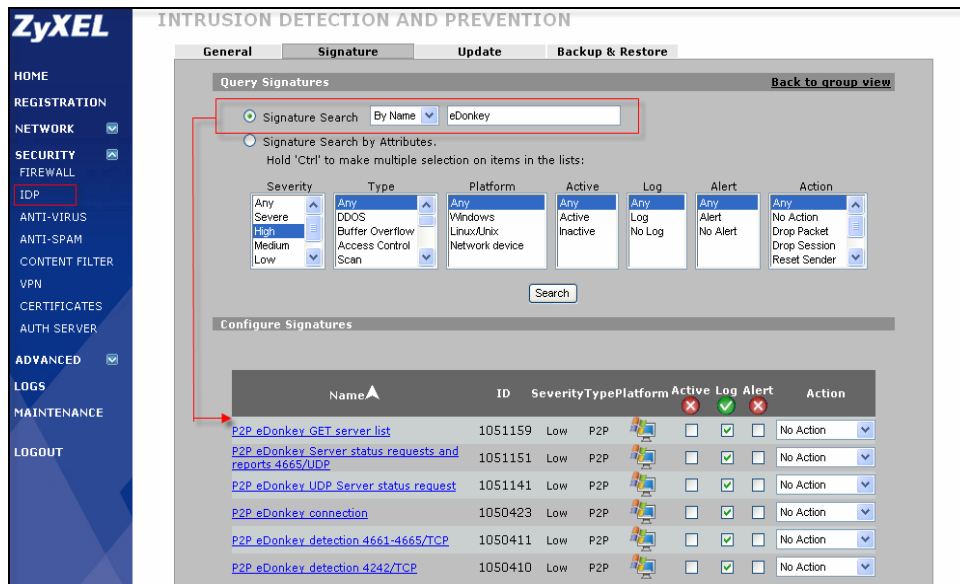 ZyXEL
INTRUSION DETECTION AND PREVENTION
General Signature Update Backup & Restore
HOME
REGISTRATION
NETWORK
SECURITY
FIREWALL
IDP
ANTI-VIRUS
ANTI-SPAM
CONTENT FILTER
VPN
CERTIFICATES
AUTH SERVER
ADVANCED
LOGS
MAINTENANCE
LOGOUT
Query Signatures Back to group view
Signature Search By Name eDonkey
Signature Search by Attributes.
Hold 'Ctrl' to make multiple selection on items in the lists:
Severity Type Platform Active Log Alert Action
Any Any Any Any Any Any Any
Severe DDOS Windows Active Log Alert No Action
High Buffer Overflow Linux/Unix Inactive No Log No Alert Drop Packet
Medium Access Control Network device Drop Session
Low Scan Reset Sender
Search
Configure Signatures
Name ID Severity Type Platform Active Log Alert Action
P2P eDonkey GET server list 1051159 Low P2P No Action
P2P eDonkey Server status requests and
reports 4665/UDP 1051151 Low P2P No Action
P2P eDonkey UDP Server status request 1051141 Low P2P No Action
P2P eDonkey connection 1050423 Low P2P No Action
P2P eDonkey detection 4661-4665/TCP 1050411 Low P2P No Action
P2P eDonkey detection 4242/TCP 1050410 Low P2P No Action